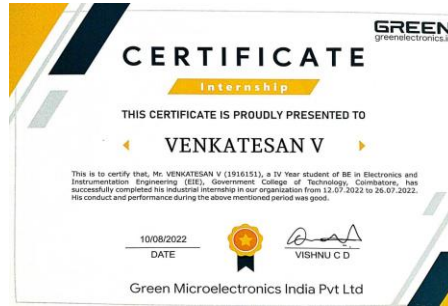 GREEN
greenelectronics.i
CERTIFICATE
Internship
THIS CERTIFICATE IS PROUDLY PRESENTED TO
VENKATESAN V
This is to certify that, Mr. VENKATESAN V (1916151), a IV Year student of BE in Electronics and
Instrumentation Engineering (EIE), Government College of Technology, Coimbatore, has
successfully completed his industrial internship in our organization from 12.07.2022 to 26.07.2022.
His conduct and performance during the above mentioned period was good.
10/08/2022
DATE
VISHNU C D
Green Microelectronics India Pvt Ltd